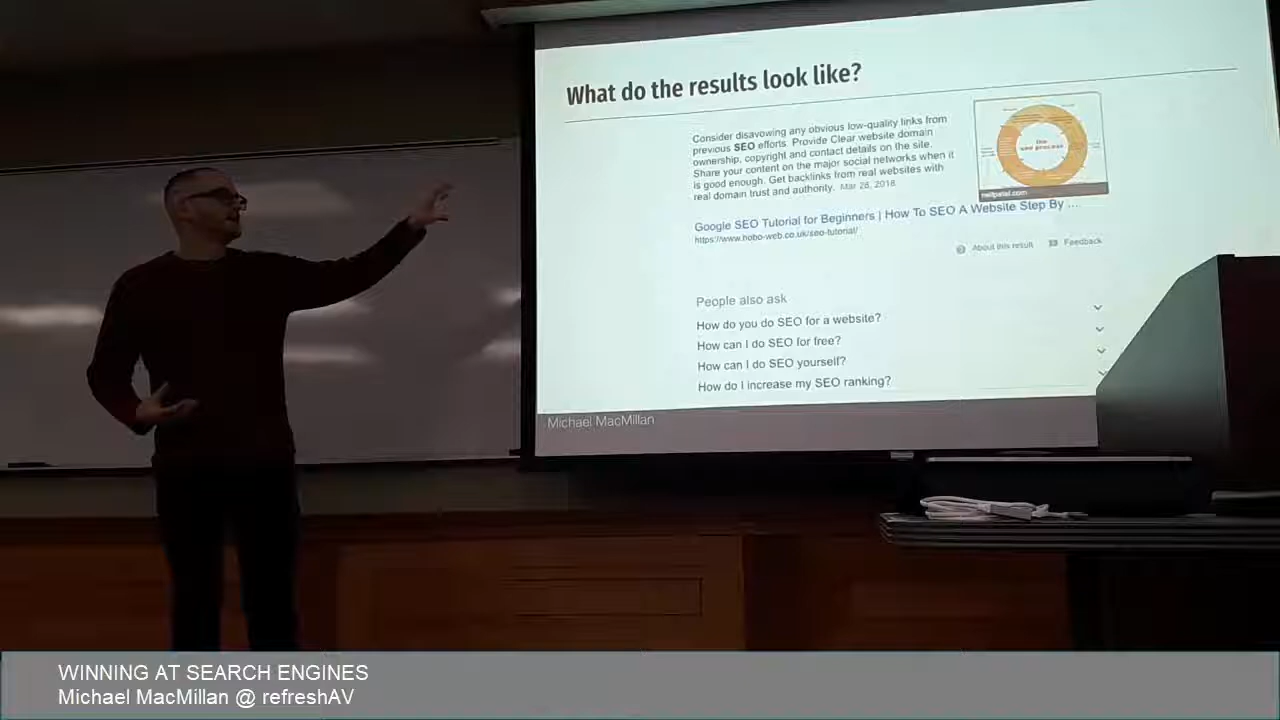 What do the results look like?
Consider disavowing any obvious low-quality links from
previous SEO efforts. Provide Clear website domain
ownership, copyright and contact details on the site.
Share your content on the major social networks when it
is good enough. Get backlinks from real websites with
real domain trust and authority. Mar 28, 2018
the
seo process
neilpatel.com
Google SEO Tutorial for Beginners | How To SEO A Website Step By ...
https://www.hobo-web.co.uk/seo-tutorial/
About this result
Feedback
People also ask
How do you do SEO for a website?
How can I do SEO for free?
How can I do SEO yourself?
How do I increase my SEO ranking?
Michael MacMillan
WINNING AT SEARCH ENGINES
Michael MacMillan @ refreshAV